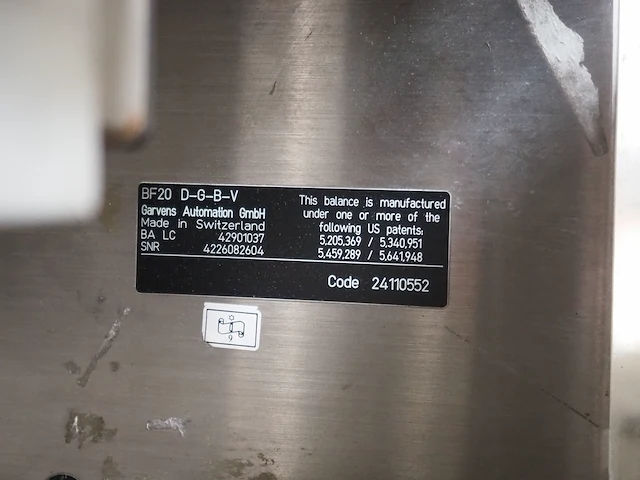 BF20 D-G-B-V
Garvens Automation GmbH
Made in Switzerland
BA LC 42901037
SNR 4226082604
This balance is manufactured
under one or more of the
following US patents:
5,205,369 / 5,340,951
5,459,289 / 5,641,948
Code 24110552
9